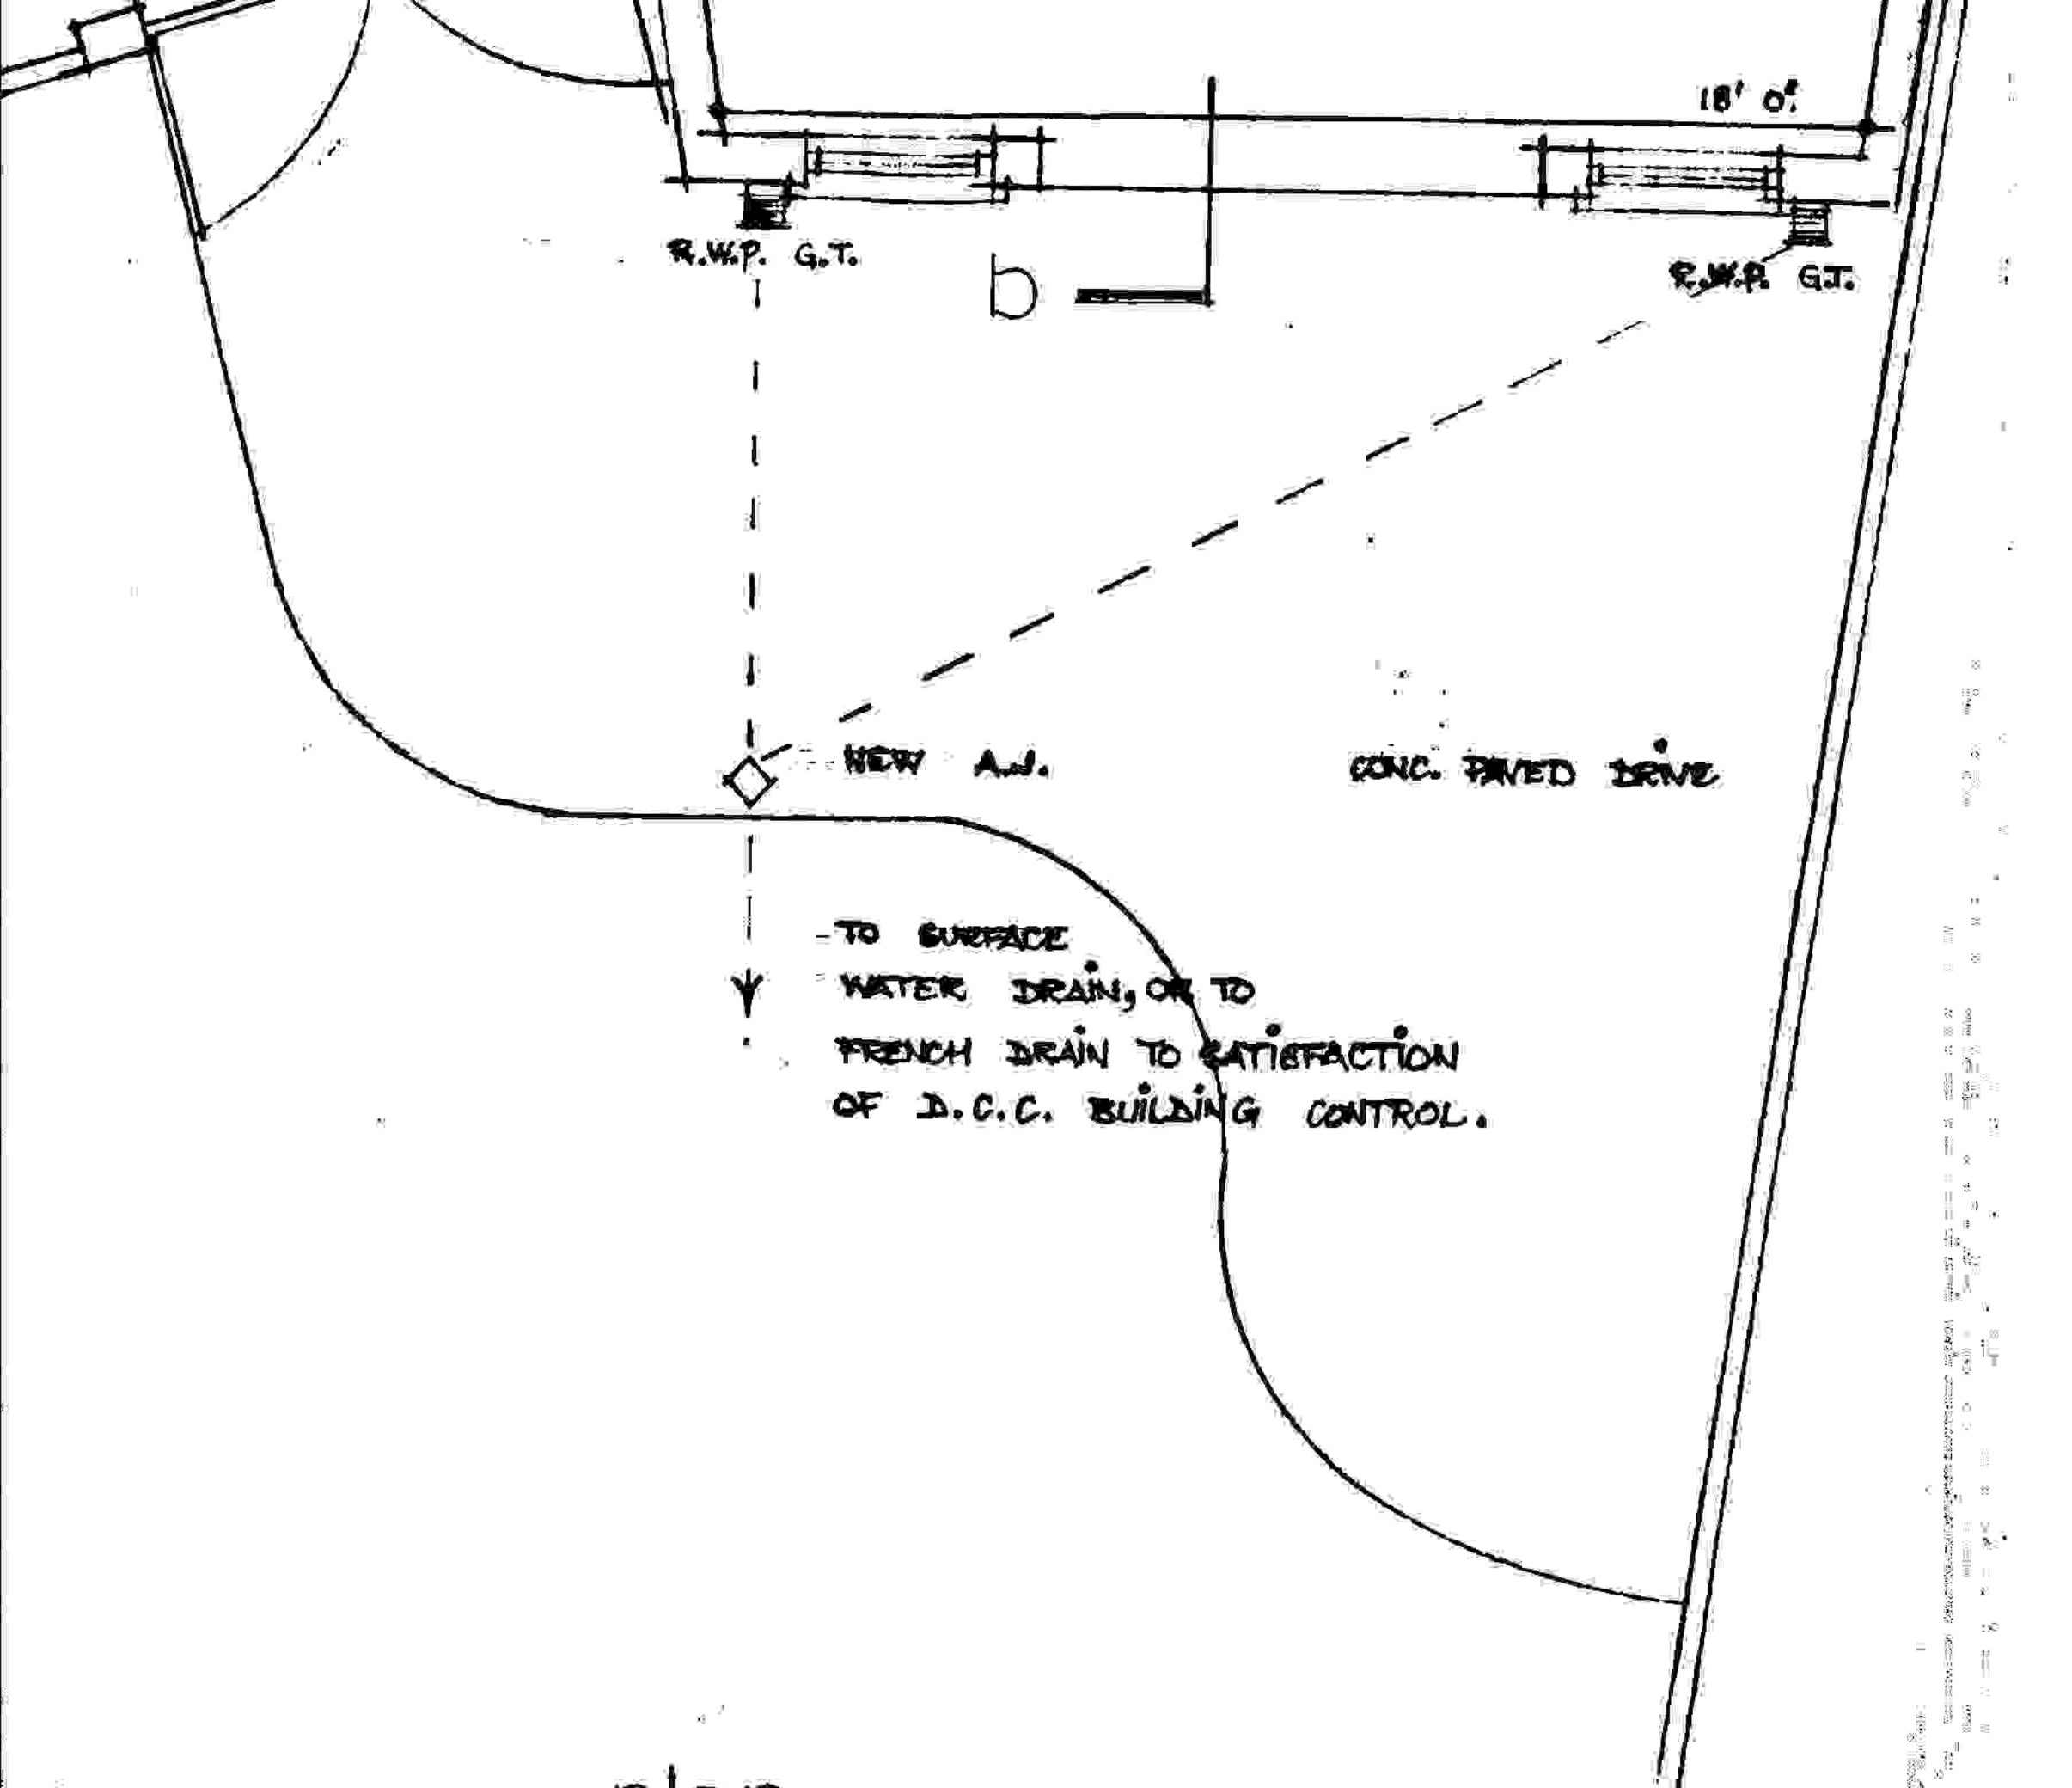 18' 0".
R.W.P. G.T.
b
R.W.P. G.T.
NEW A.J.
CONC. PAVED DRIVE
TO SURFACE
WATER DRAIN, OR TO
FRENCH DRAIN TO SATISFACTION
OF D.C.C. BUILDING CONTROL.